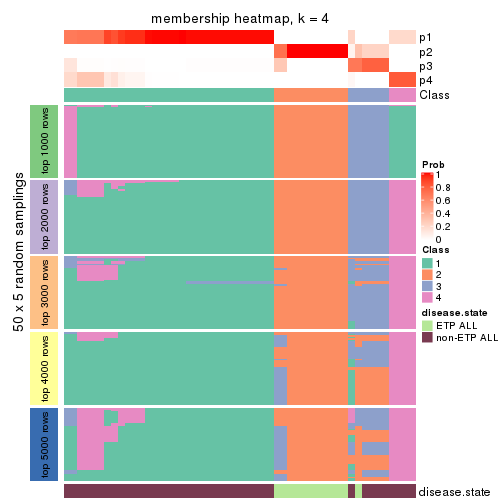 membership heatmap, k = 4
p1
p2
p3
p4
Class
50 x 5 random samplings
top 1000 rows
top 2000 rows
top 3000 rows
top 4000 rows
top 5000 rows
Prob
1
0.8
0.6
0.4
0.2
0
Class
1
2
3
4
disease.state
ETP ALL
non-ETP ALL
disease.state